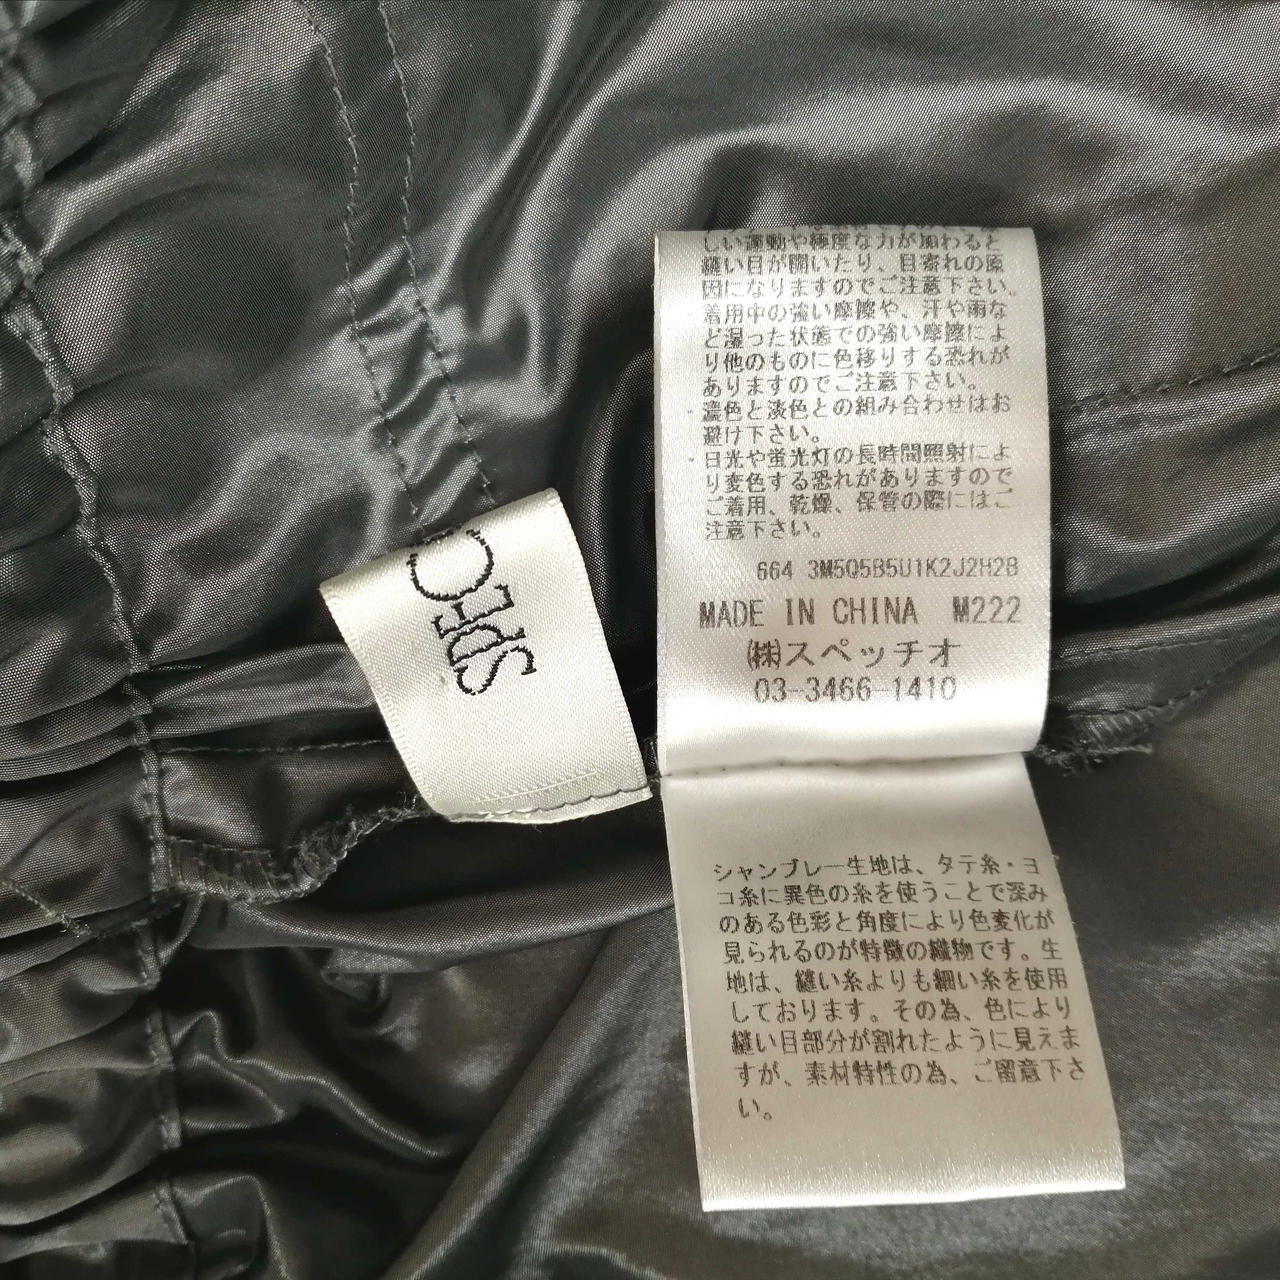 しい運動や極度な力が加わると
縫い目が開いたり、目寄れの原
因になりますのでご注意下さい。
・着用中の強い摩擦や、汗や雨な
ど湿った状態での強い摩擦によ
り他のものに色移りする恐れが
ありますのでご注意下さい。
・濃色と淡色との組み合わせはお
避け下さい。
・日光や蛍光灯の長時間照射によ
り変色する恐れがありますので
ご着用、乾燥、保管の際にはご
注意下さい。
664 3M5Q5B5U1K2J2H2B
MADE IN CHINA M222
㈱スペッチオ
03-3466-1410
SPEC
シャンブレー生地は、タテ糸・ヨ
コ糸に異色の糸を使うことで深み
のある色彩と角度により色変化が
見られるのが特徴の織物です。生
地は、縫い糸よりも細い糸を使用
しております。その為、色により
縫い目部分が割れたように見えま
すが、素材特性の為、ご留意下さ
い。